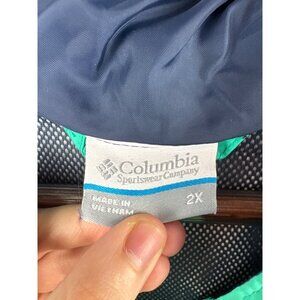 Columbia
Sportswear Company
MADE IN
VIETNAM
2X